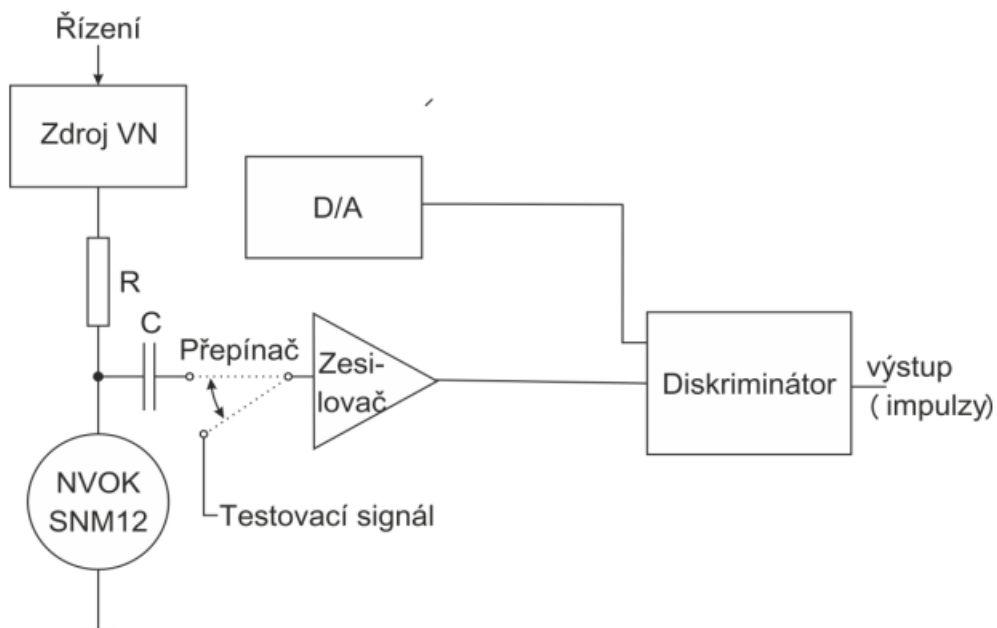 Řízení
Zdroj VN
D/A
R
C
Přepínač
Zesi-
lovač
Diskriminátor
výstup
( impulzy)
NVOK
SNM12
Testovací signál